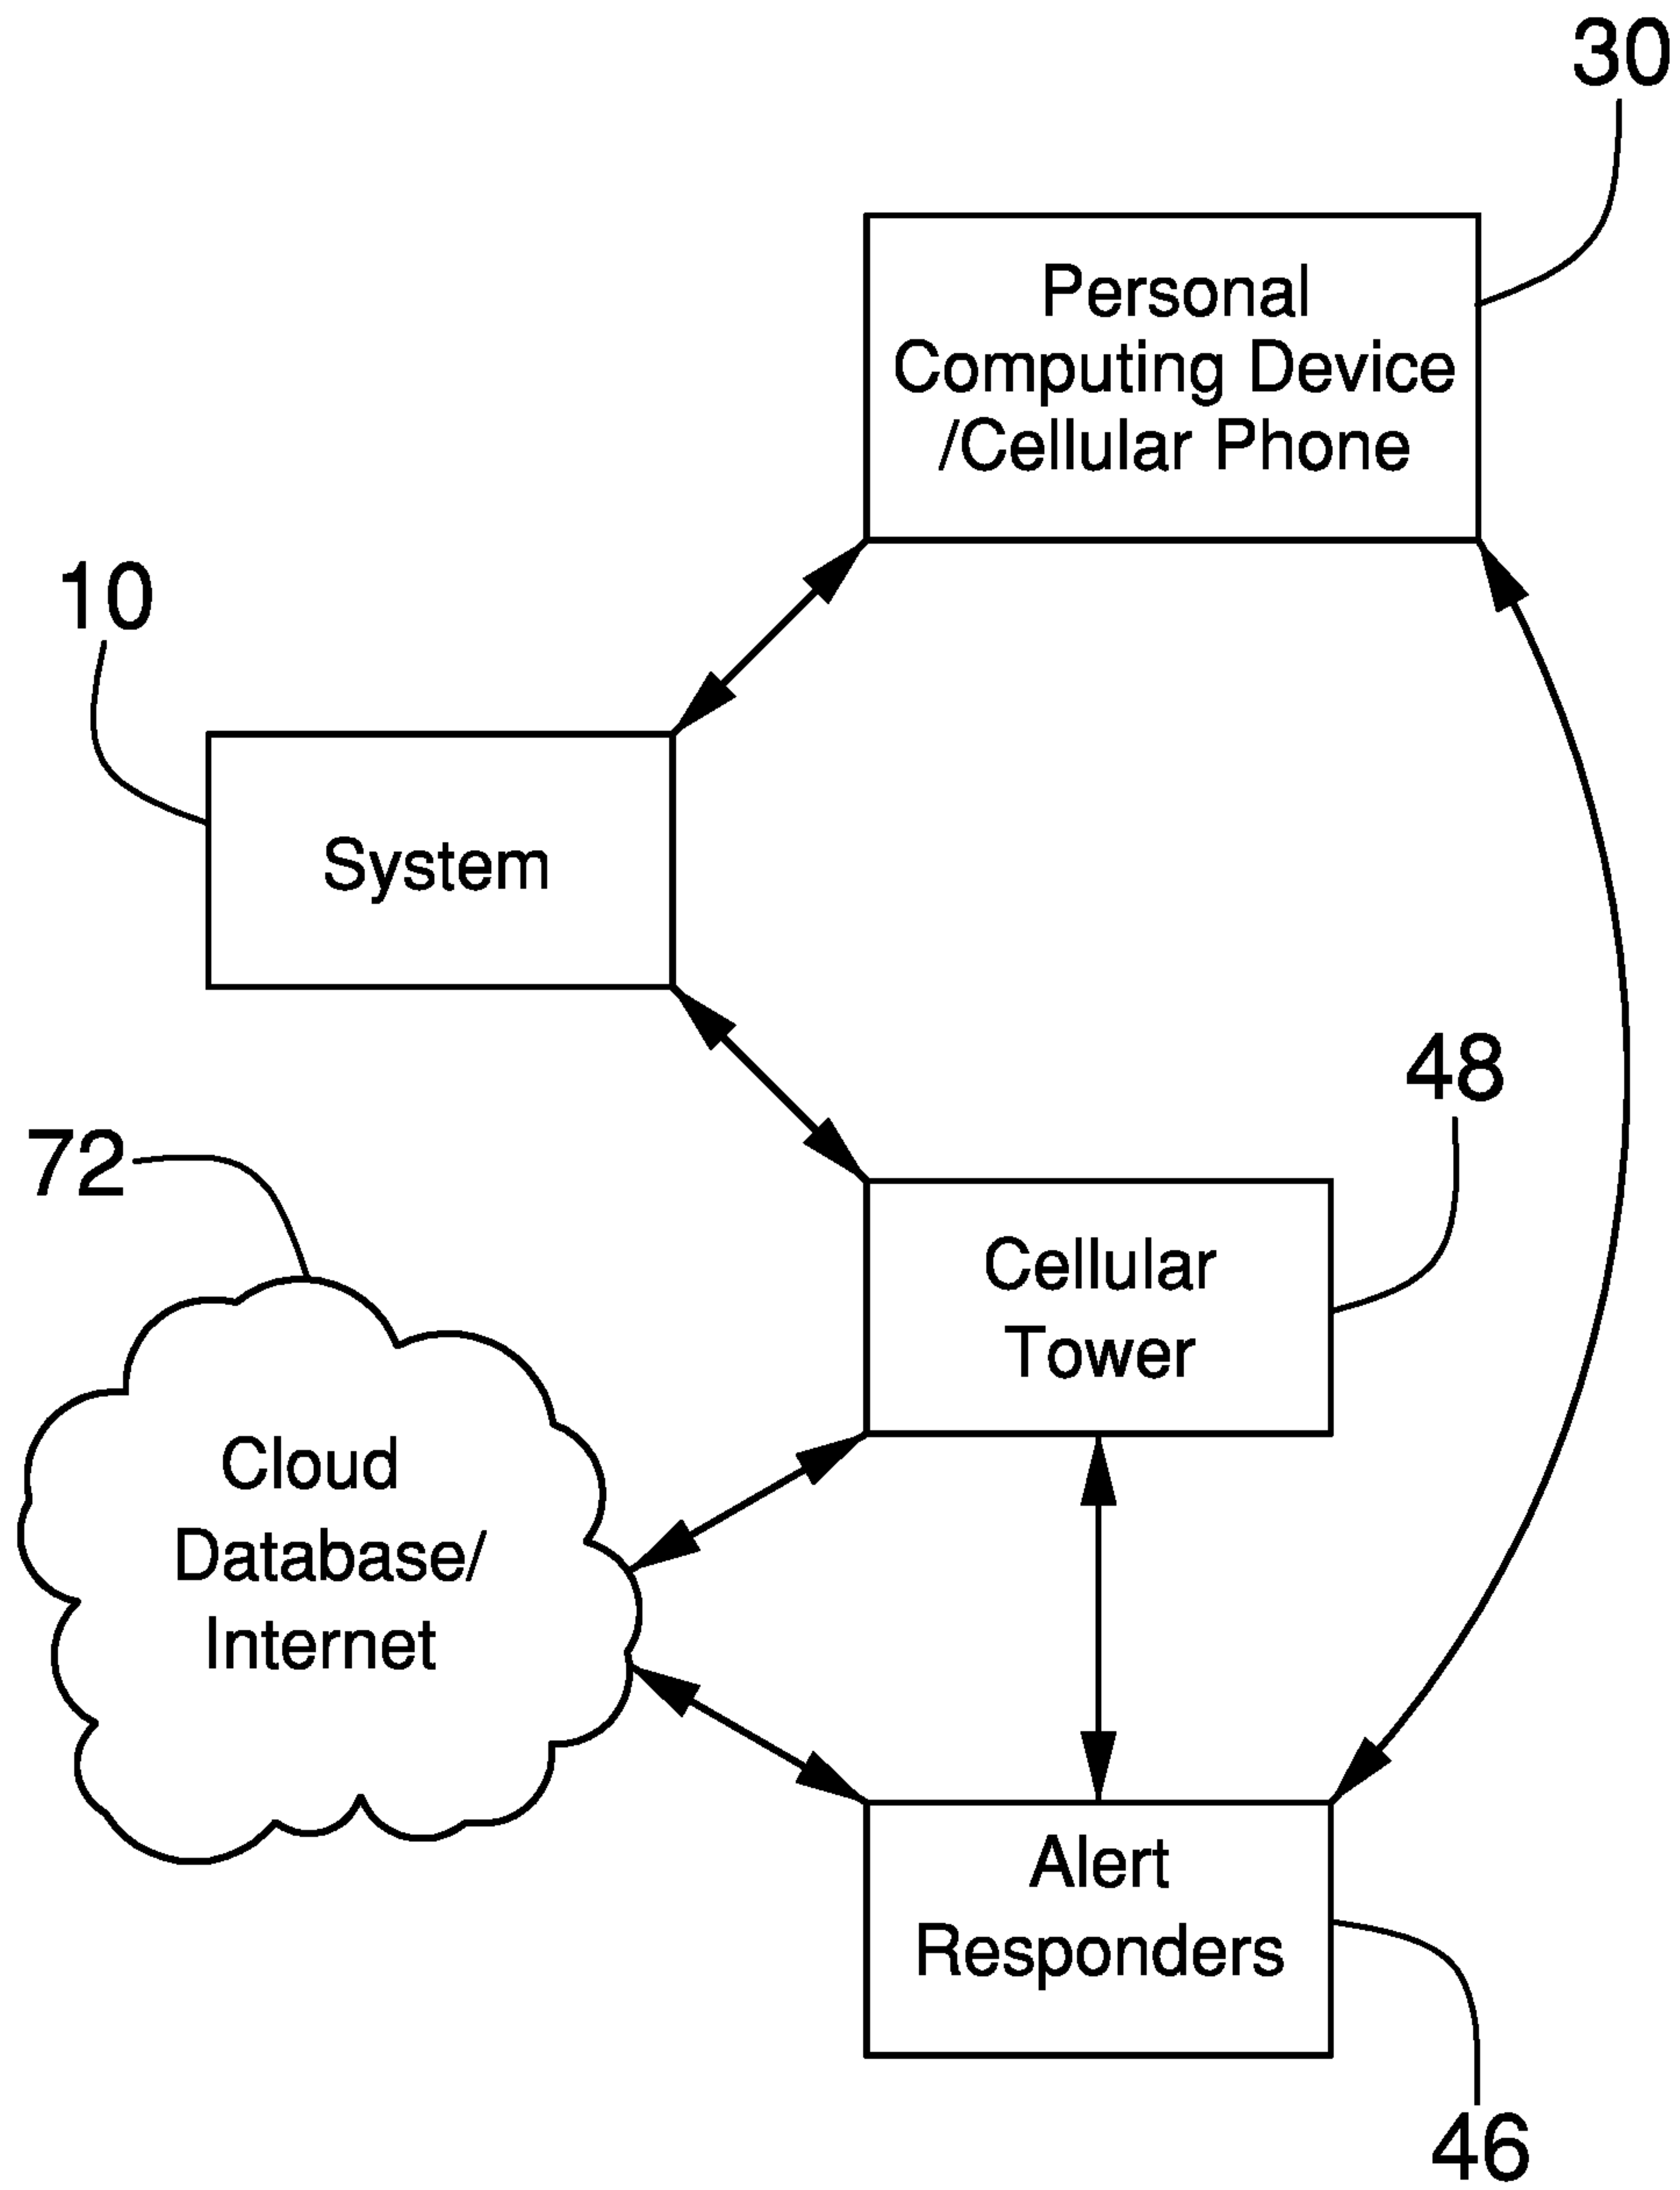 30
Personal
Computing Device
/Cellular Phone
10
System
48
72
Cellular
Tower
Cloud
Database/
Internet
Alert
Responders
46